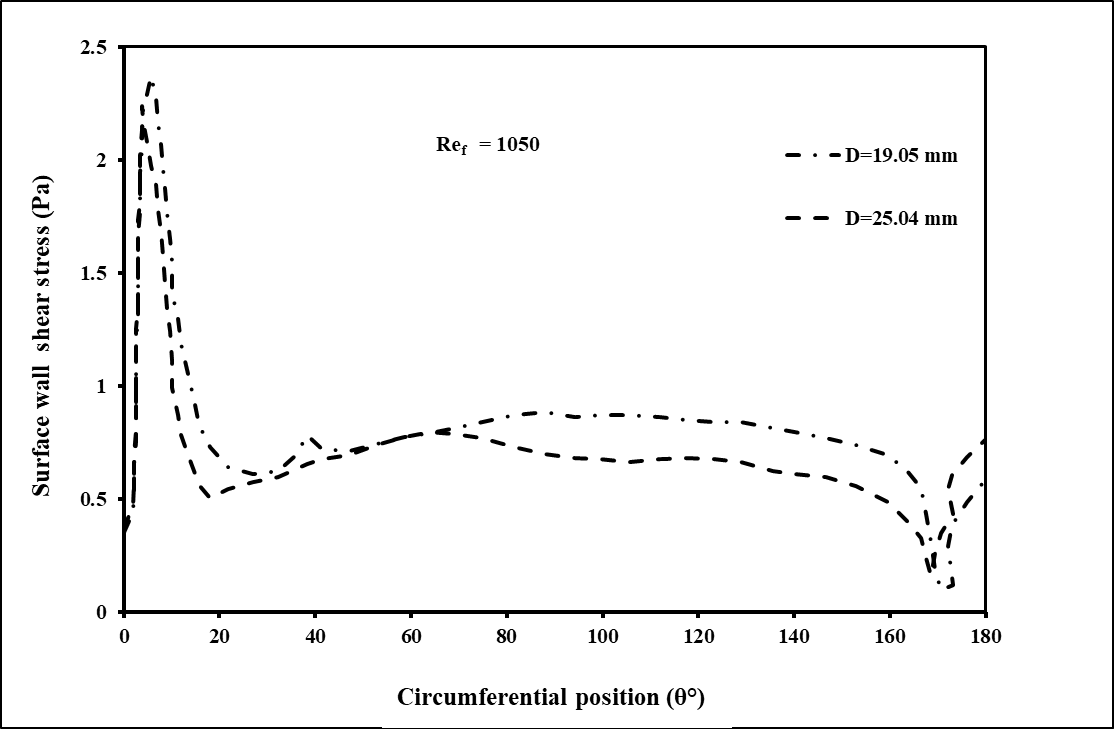 2.5
2
1.5
1
0.5
0
0 20 40 60 80 100 120 140 160 180
Surface wall shear stress (Pa)
Circumferential position (θ°)
Re_f = 1050
D=19.05 mm
D=25.04 mm